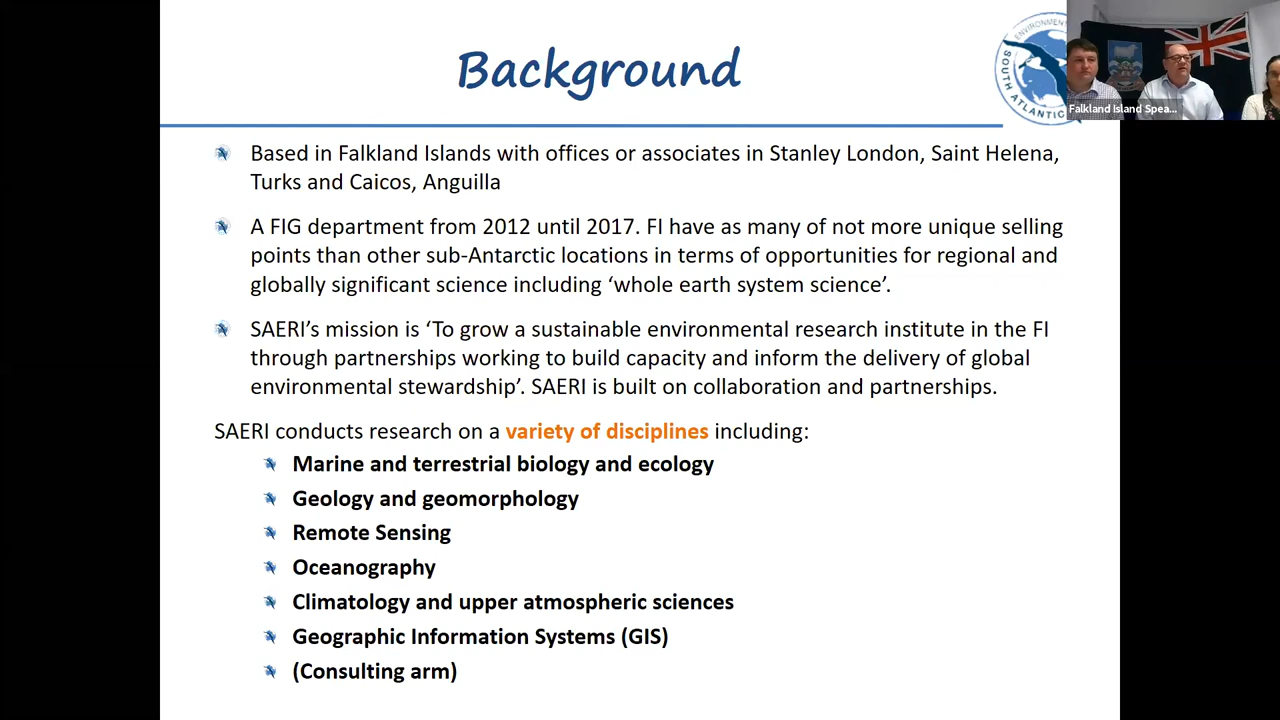 Background
ENVIRONMEN
SOUTH ATLANTIC
Falkland Island Spea...
Based in Falkland Islands with offices or associates in Stanley London, Saint Helena,
Turks and Caicos, Anguilla
A FIG department from 2012 until 2017. FI have as many of not more unique selling
points than other sub-Antarctic locations in terms of opportunities for regional and
globally significant science including ‘whole earth system science’.
SAERI’s mission is ‘To grow a sustainable environmental research institute in the FI
through partnerships working to build capacity and inform the delivery of global
environmental stewardship’. SAERI is built on collaboration and partnerships.
SAERI conducts research on a variety of disciplines including:
Marine and terrestrial biology and ecology
Geology and geomorphology
Remote Sensing
Oceanography
Climatology and upper atmospheric sciences
Geographic Information Systems (GIS)
(Consulting arm)